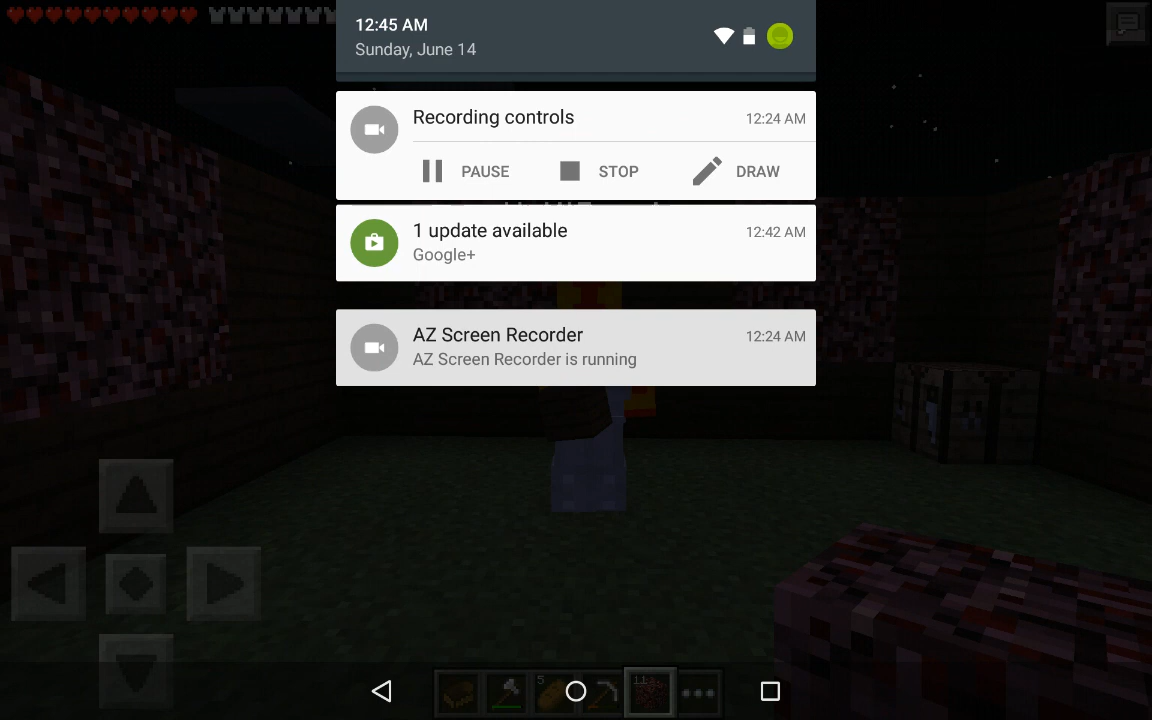 12:45 AM
Sunday, June 14
Recording controls
12:24 AM
PAUSE
STOP
DRAW
1 update available
12:42 AM
Google+
AZ Screen Recorder
12:24 AM
AZ Screen Recorder is running
5
11